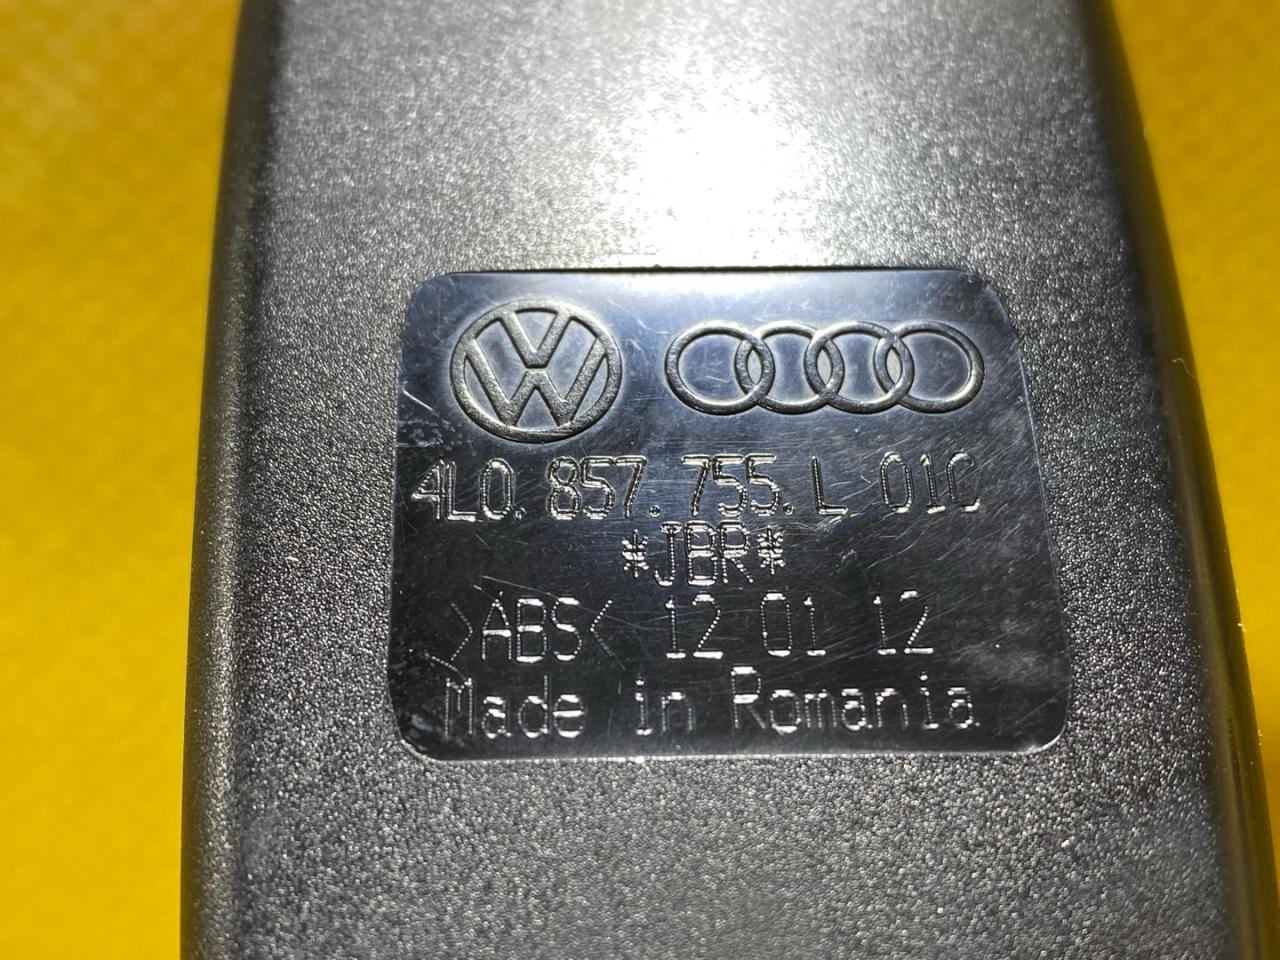 4L0. 857. 755. L 01C
*JBR*
>ABS< 12 01 12
Made in Romania